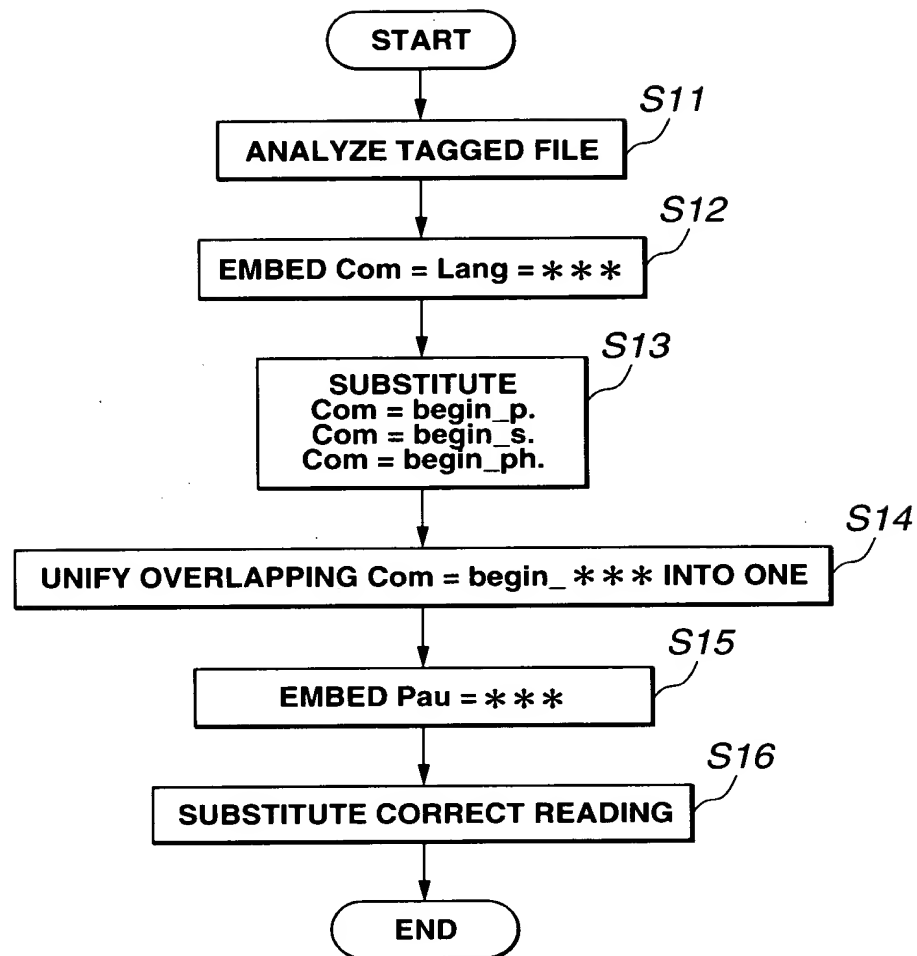 START
S11
ANALYZE TAGGED FILE
S12
EMBED Com = Lang = ***
S13
SUBSTITUTE
Com = begin_p.
Com = begin_s.
Com = begin_ph.
S14
UNIFY OVERLAPPING Com = begin_ *** INTO ONE
S15
EMBED Pau = ***
S16
SUBSTITUTE CORRECT READING
END